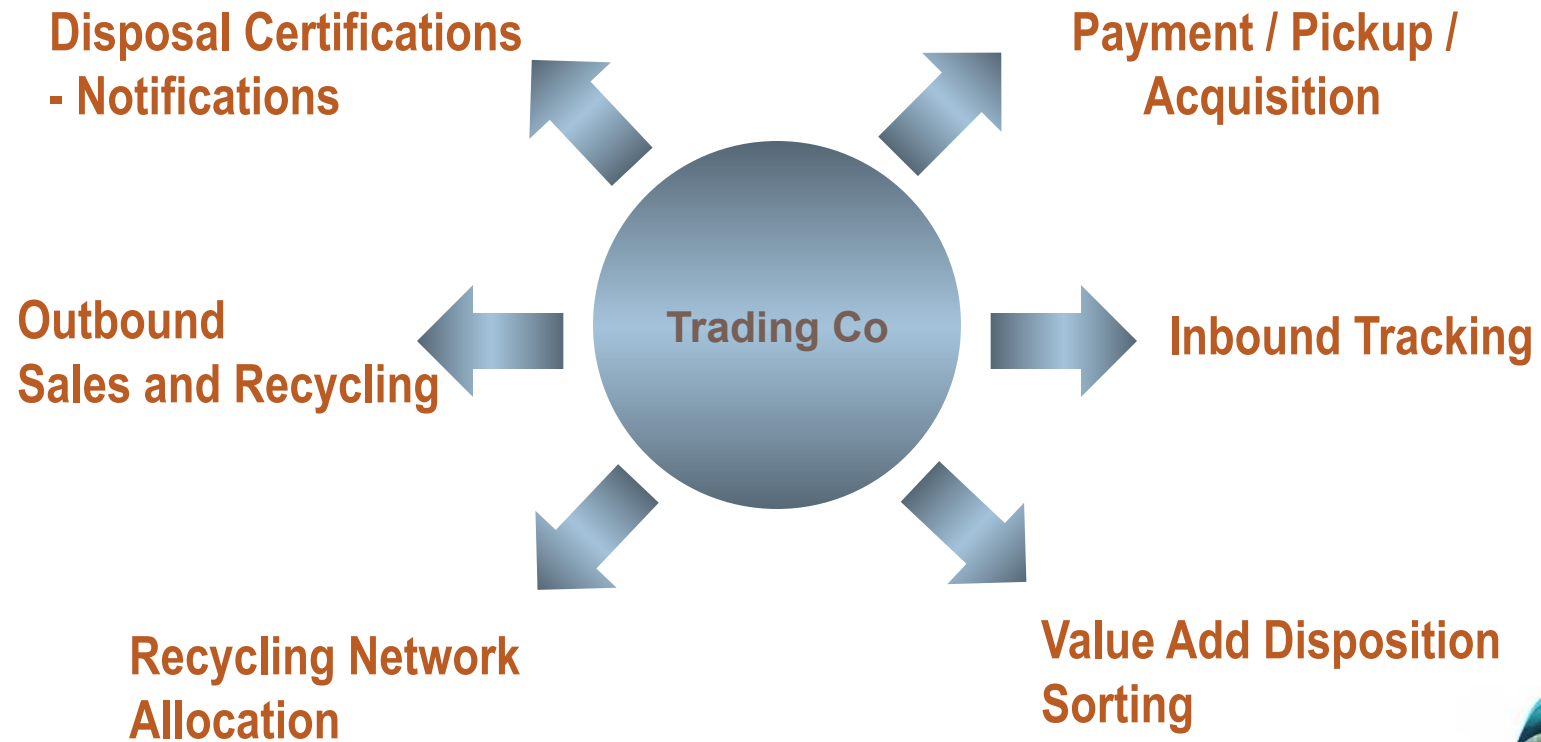 Disposal Certifications
- Notifications
Payment / Pickup /
Acquisition
Outbound
Sales and Recycling
Trading Co
Inbound Tracking
Recycling Network
Allocation
Value Add Disposition
Sorting